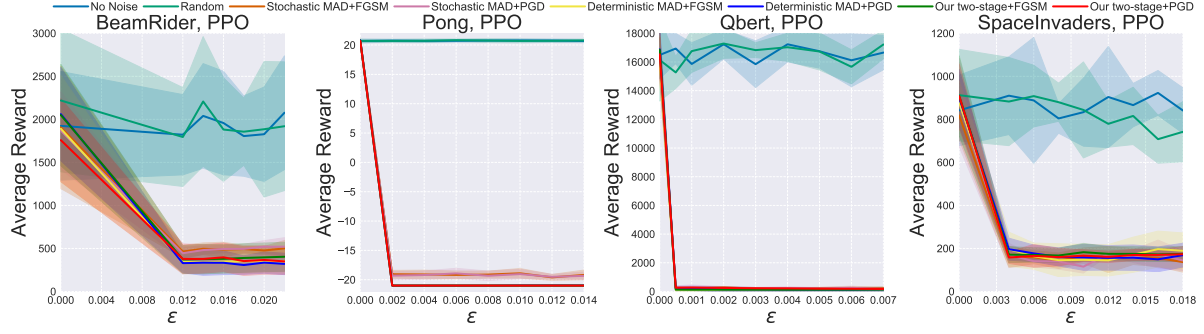 No Noise Random Stochastic MAD+FGSM Stochastic MAD+PGD Deterministic MAD+FGSM Deterministic MAD+PGD Our two-stage+FGSM Our two-stage+PGD
BeamRider, PPO
3000
2500
2000
1500
1000
500
0
Average Reward
0.000 0.004 0.008 0.012 0.016 0.020
ε
Pong, PPO
20
15
10
5
0
−5
−10
−15
−20
Average Reward
0.000 0.002 0.004 0.006 0.008 0.010 0.012 0.014
ε
Qbert, PPO
18000
16000
14000
12000
10000
8000
6000
4000
2000
0
Average Reward
0.000 0.001 0.002 0.003 0.004 0.005 0.006 0.007
ε
SpaceInvaders, PPO
1200
1000
800
600
400
200
0
Average Reward
0.000 0.003 0.006 0.009 0.012 0.015 0.018
ε